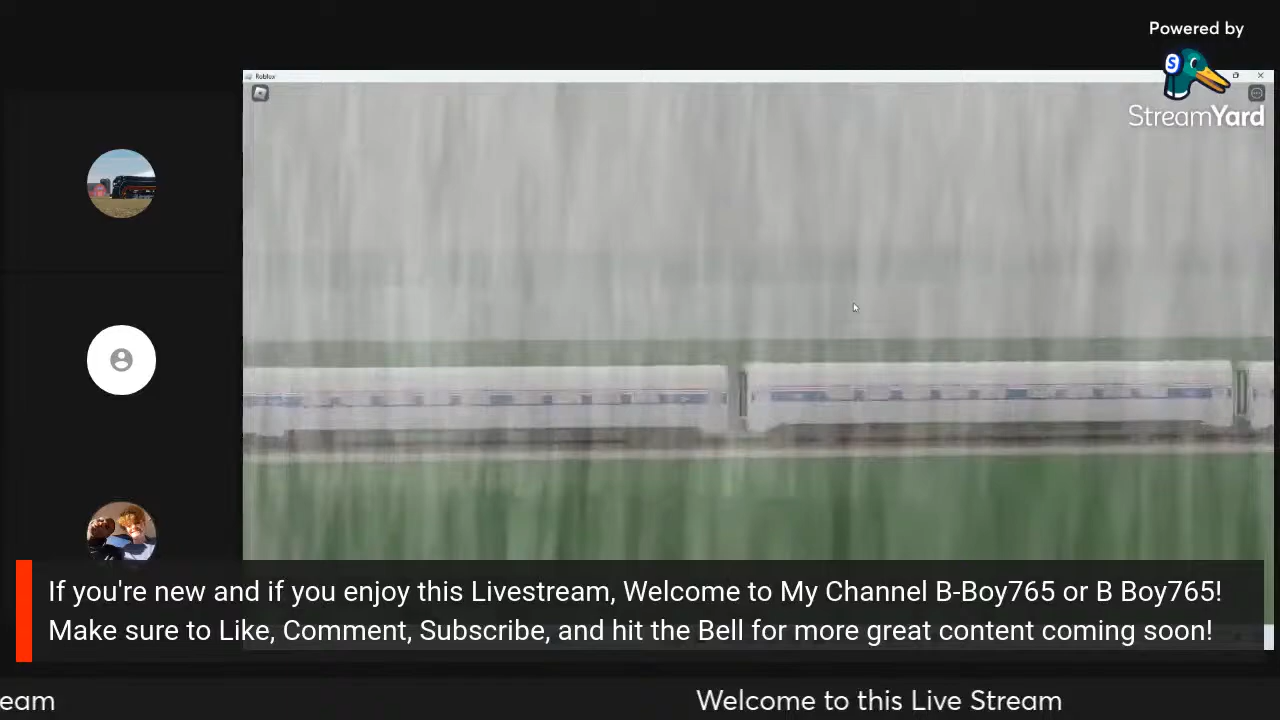 Powered by
S
StreamYard
Roblox
If you're new and if you enjoy this Livestream, Welcome to My Channel B-Boy765 or B Boy765!
Make sure to Like, Comment, Subscribe, and hit the Bell for more great content coming soon!
eam
Welcome to this Live Stream